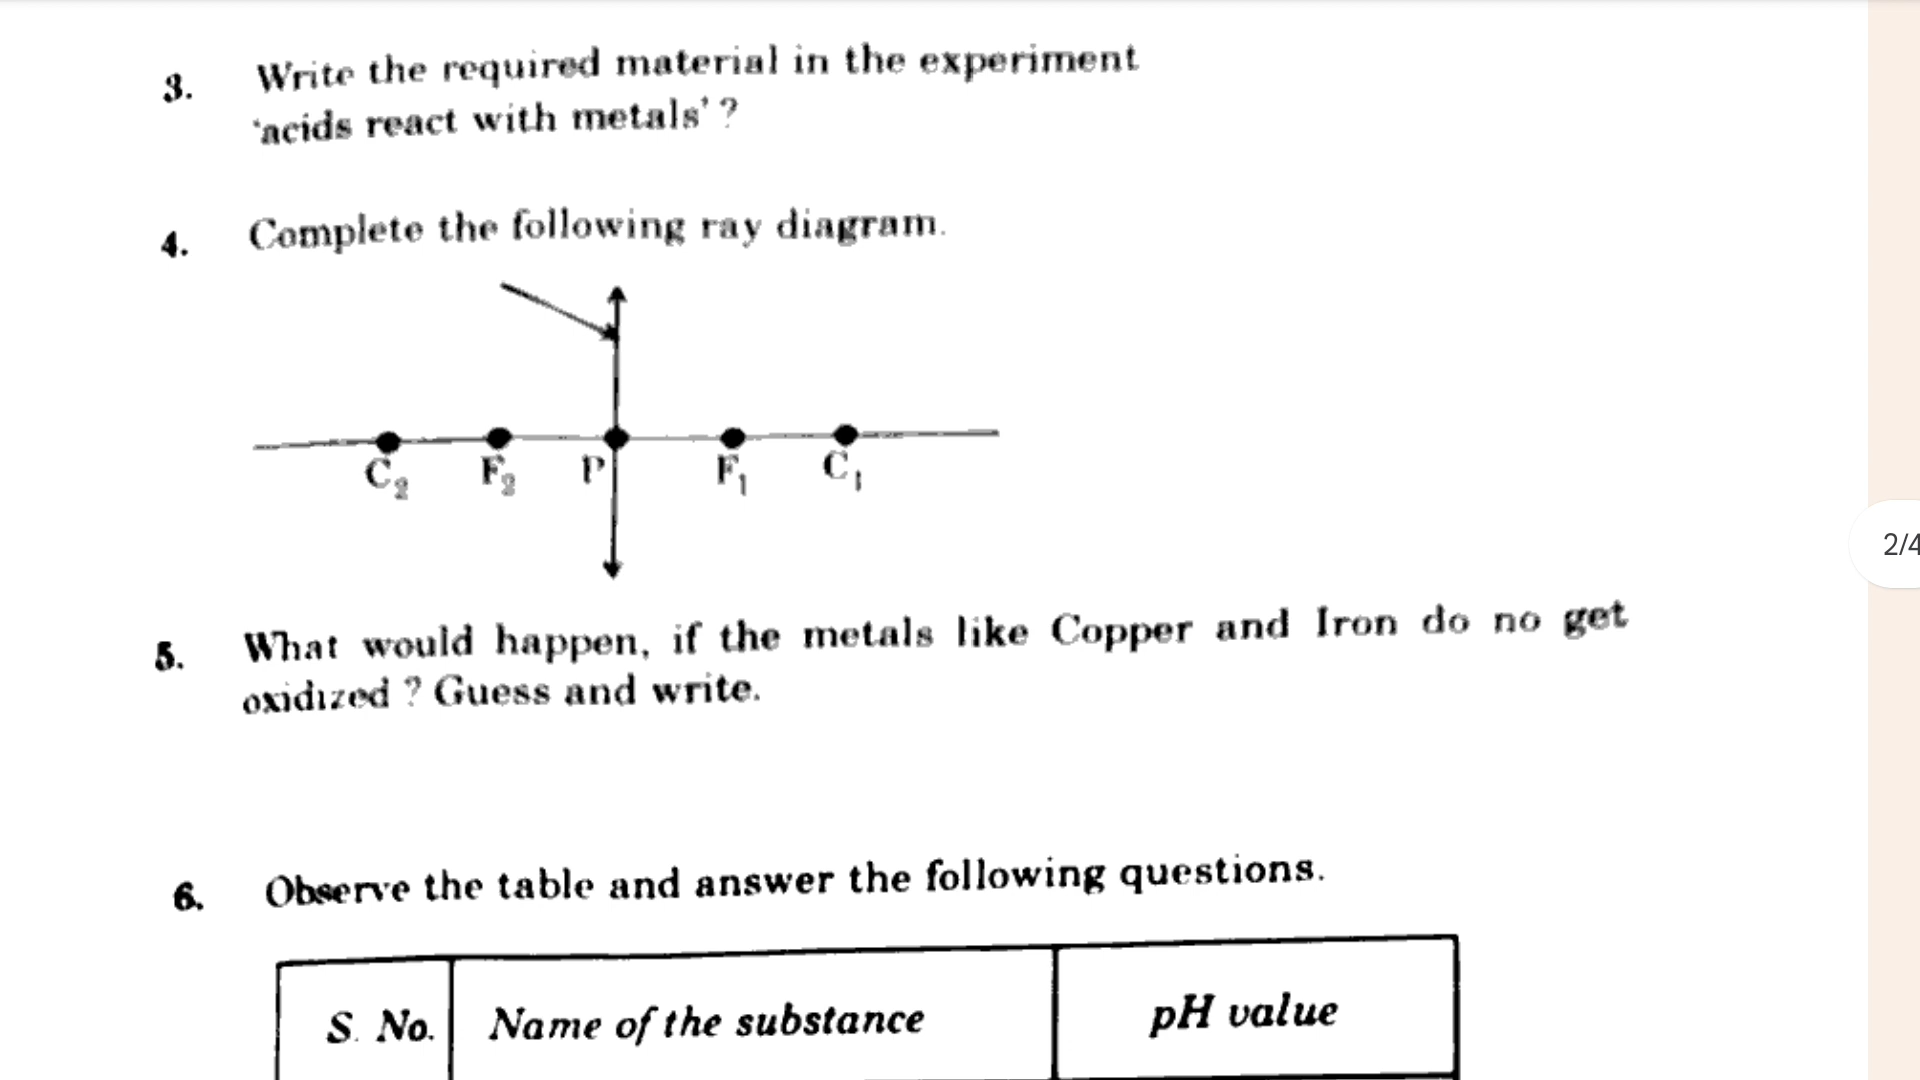 3. Write the required material in the experiment
‘acids react with metals’ ?
4. Complete the following ray diagram.
C₂ F₂ P F₁ C₁
5. What would happen, if the metals like Copper and Iron do no get
oxidized ? Guess and write.
2/4
6. Observe the table and answer the following questions.
S. No. Name of the substance pH value